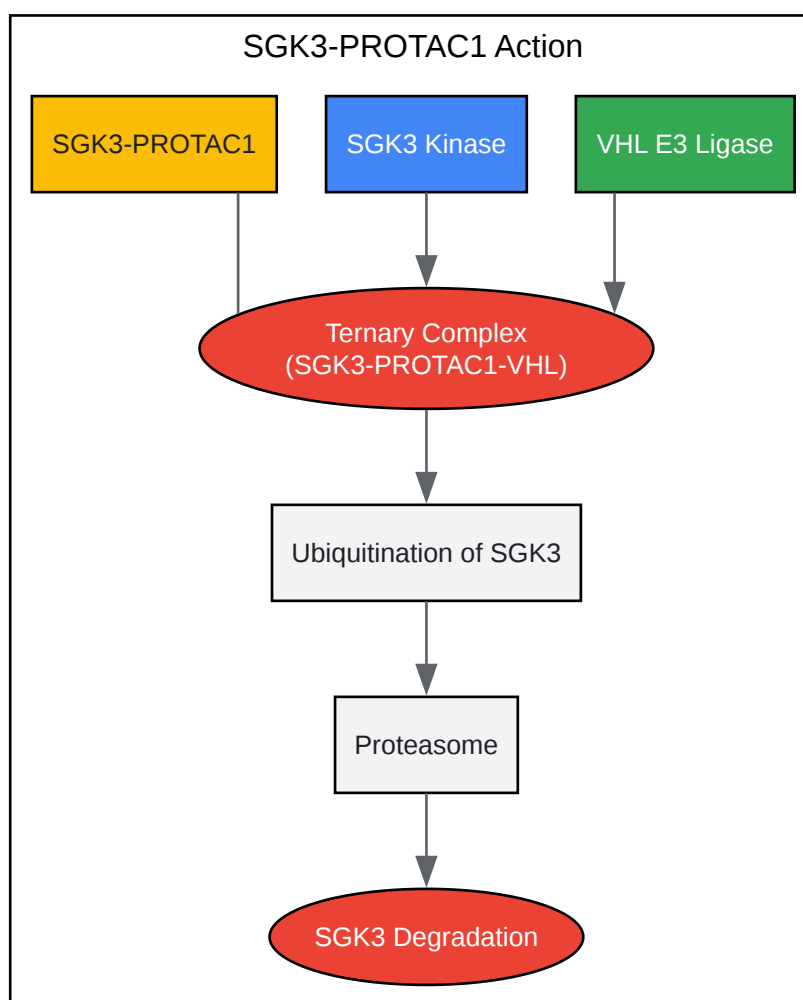 SGK3-PROTAC1 Action
SGK3-PROTAC1
SGK3 Kinase
VHL E3 Ligase
Ternary Complex
(SGK3-PROTAC1-VHL)
Ubiquitination of SGK3
Proteasome
SGK3 Degradation